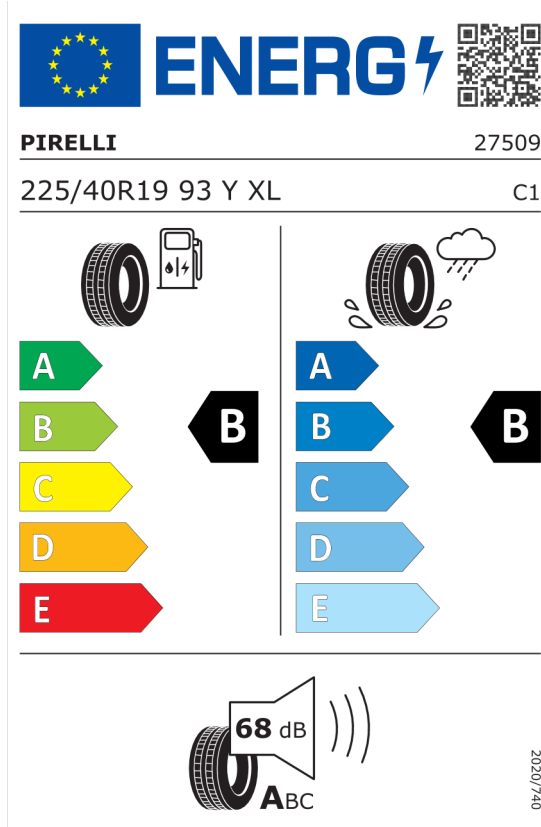 ENERG
PIRELLI 27509
225/40R19 93 Y XL C1
A A
B B B B
C C
D D
E E
68 dB
ABC
2020/740